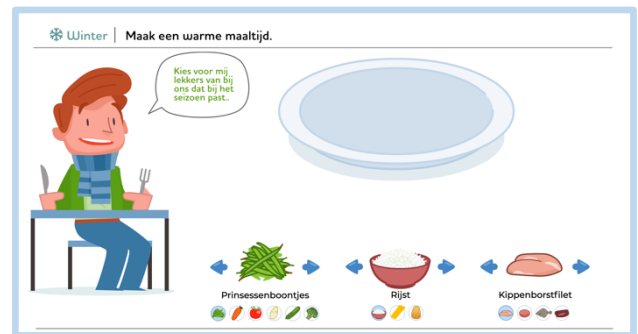 Winter | Maak een warme maaltijd.
Kies voor mij
lekkers van bij
ons dat bij het
seizoen past..
Prinsessenboontjes
Rijst
Kippenborstfilet